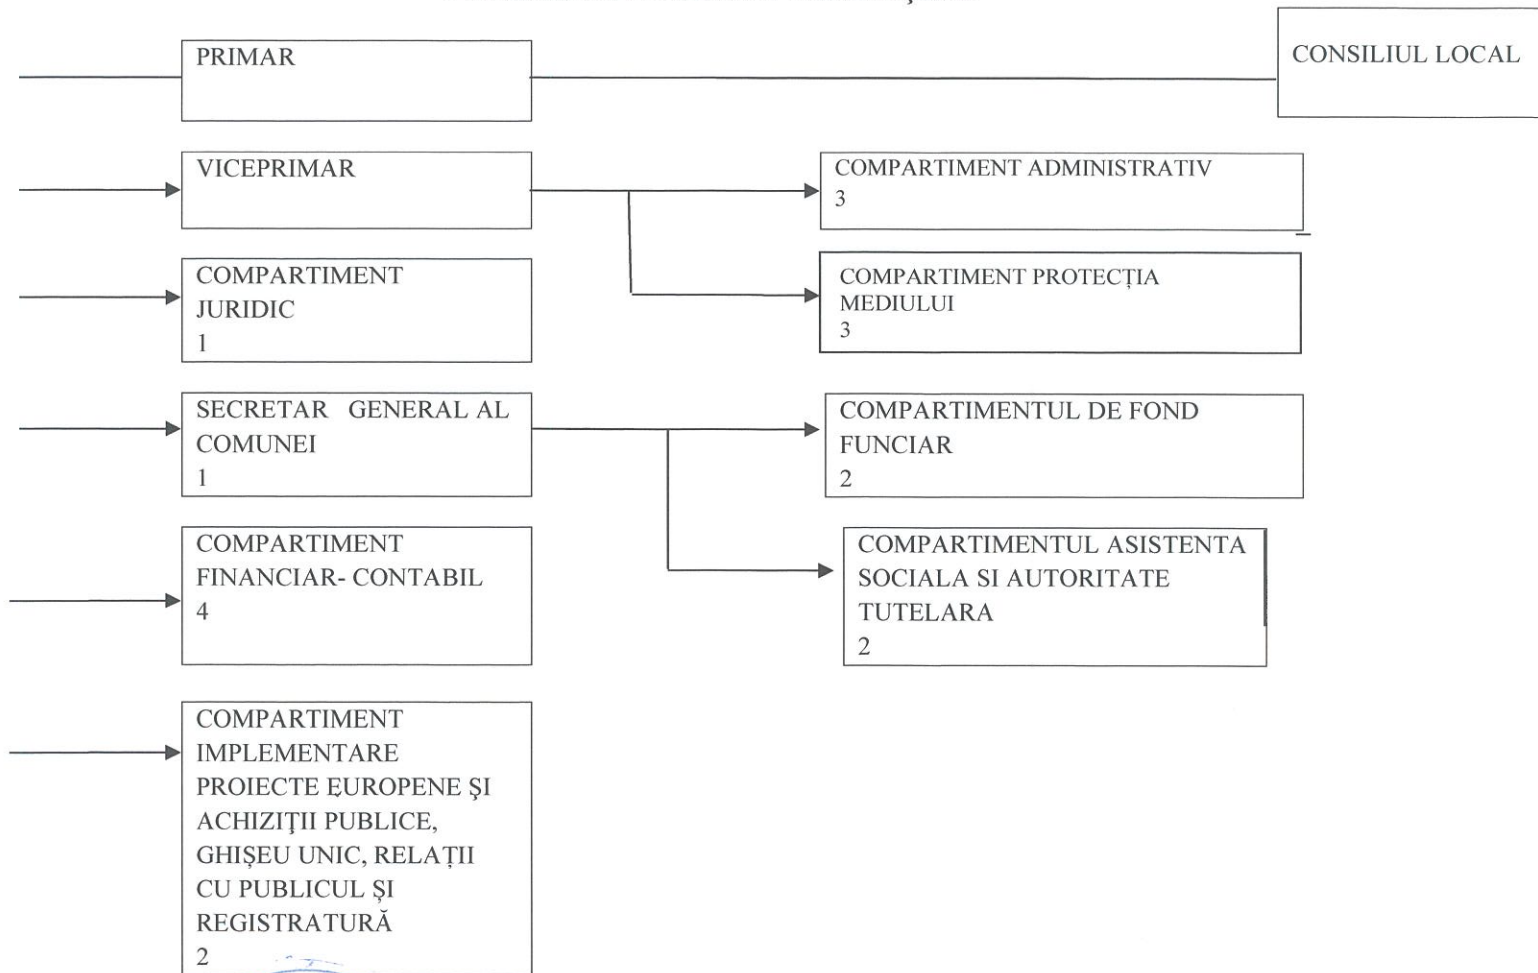 PRIMAR
CONSILIUL LOCAL
VICEPRIMAR
COMPARTIMENT ADMINISTRATIV
3
COMPARTIMENT PROTECȚIA
MEDIULUI
3
COMPARTIMENT
JURIDIC
1
SECRETAR GENERAL AL
COMUNEI
1
COMPARTIMENTUL DE FOND
FUNCIAR
2
COMPARTIMENT
FINANCIAR- CONTABIL
4
COMPARTIMENTUL ASISTENTA
SOCIALA SI AUTORITATE
TUTELARA
2
COMPARTIMENT
IMPLEMENTARE
PROIECTE EUROPENE ŞI
ACHIZIŢII PUBLICE,
GHIȘEU UNIC, RELAȚII
CU PUBLICUL ȘI
REGISTRATURĂ
2